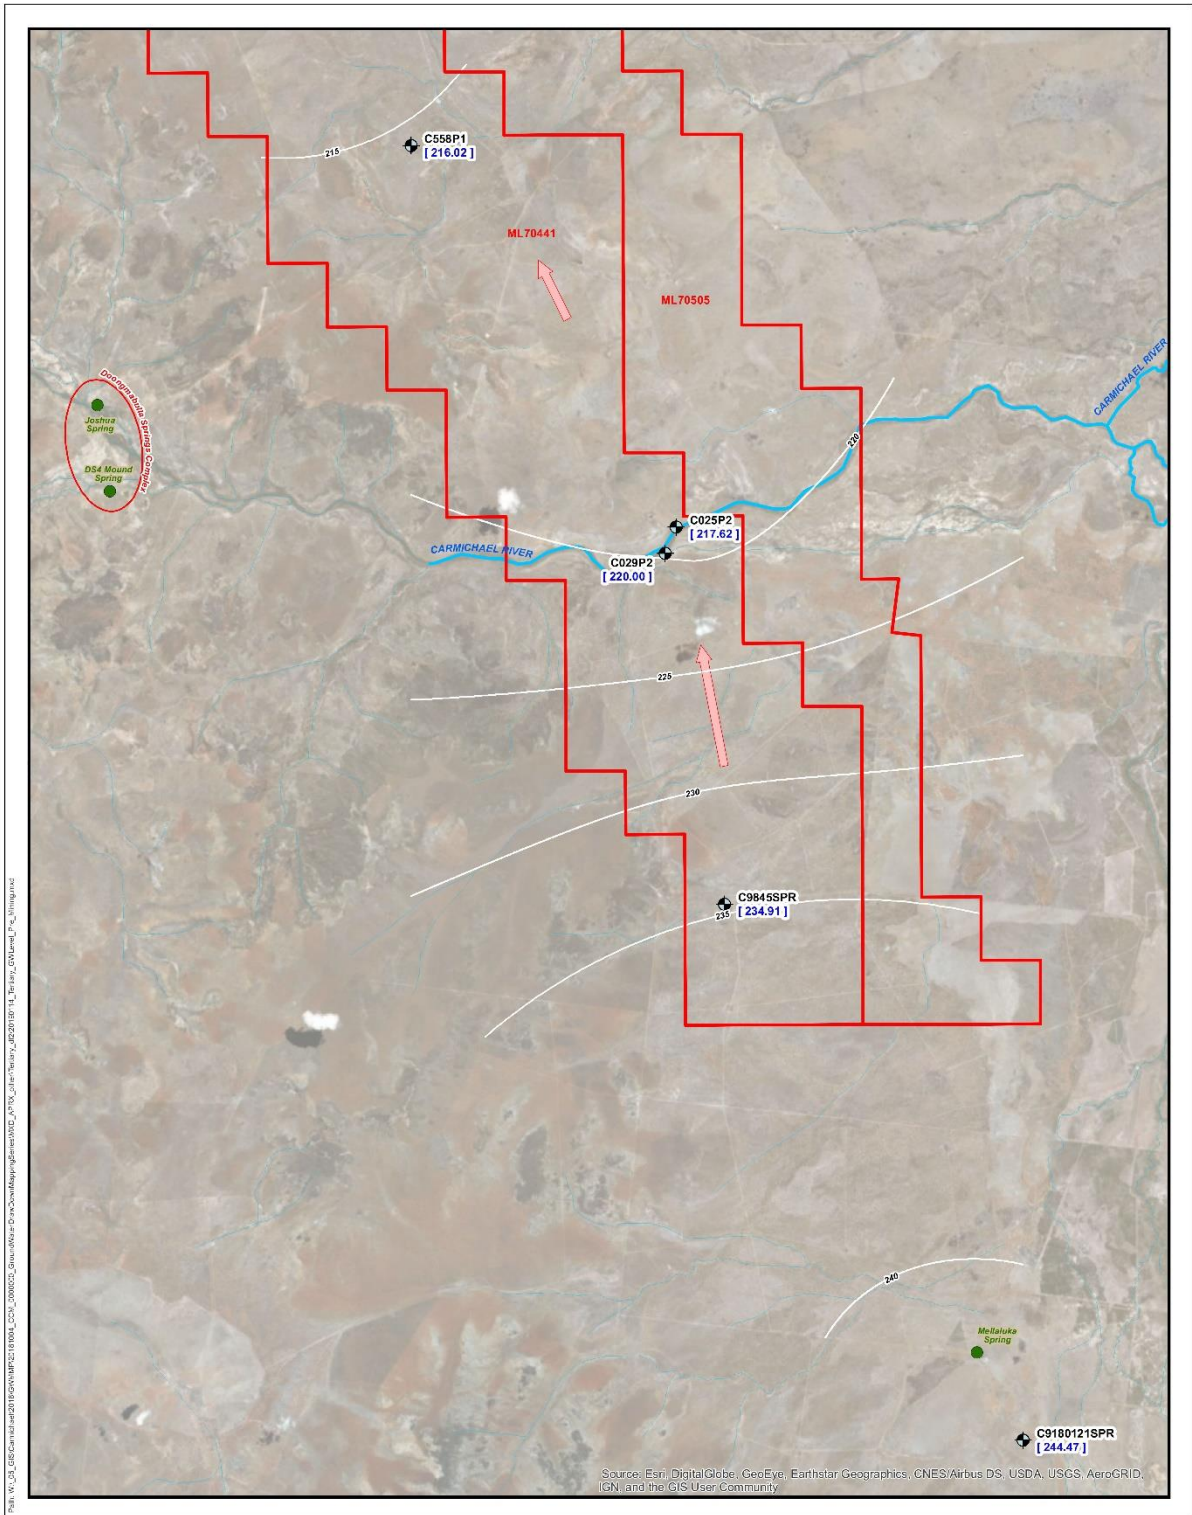 215
C558P1
[ 216.02 ]
ML70441
ML70505
CARMICHAEL RIVER
Doongmabulla Springs Complex
Joshua
Spring
DS4 Mound
Spring
220
C025P2
[ 217.62 ]
CARMICHAEL RIVER
C029P2
[ 220.00 ]
225
230
C9845SPR
[ 234.91 ]
235
240
Mellaluka
Spring
C9180121SPR
[ 244.47 ]
Source: Esri, DigitalGlobe, GeoEye, Earthstar Geographics, CNES/Airbus DS, USDA, USGS, AeroGRID,
IGN, and the GIS User Community